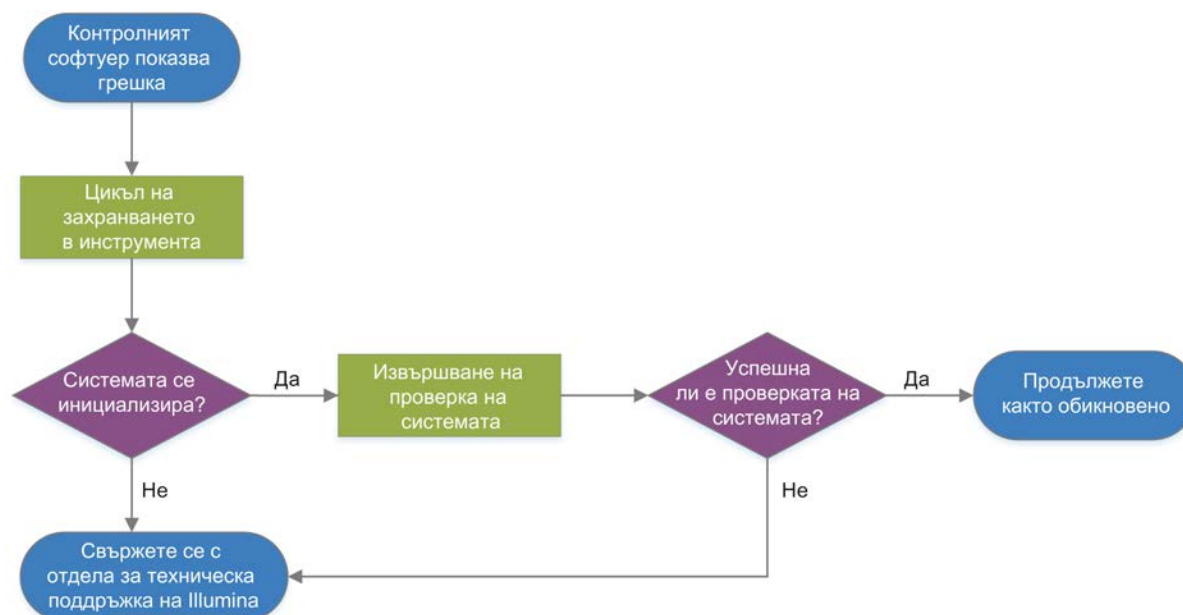 Контролният
софтуер показва
грешка
Цикъл на
захранването
в инструмента
Системата се
инициализира?
Да
Извършване на
проверка на
системата
Успешна
ли е проверката на
системата?
Да
Продължете
както обикновено
Не
Не
Свържете се с
отдела за техническа
поддръжка на Illumina